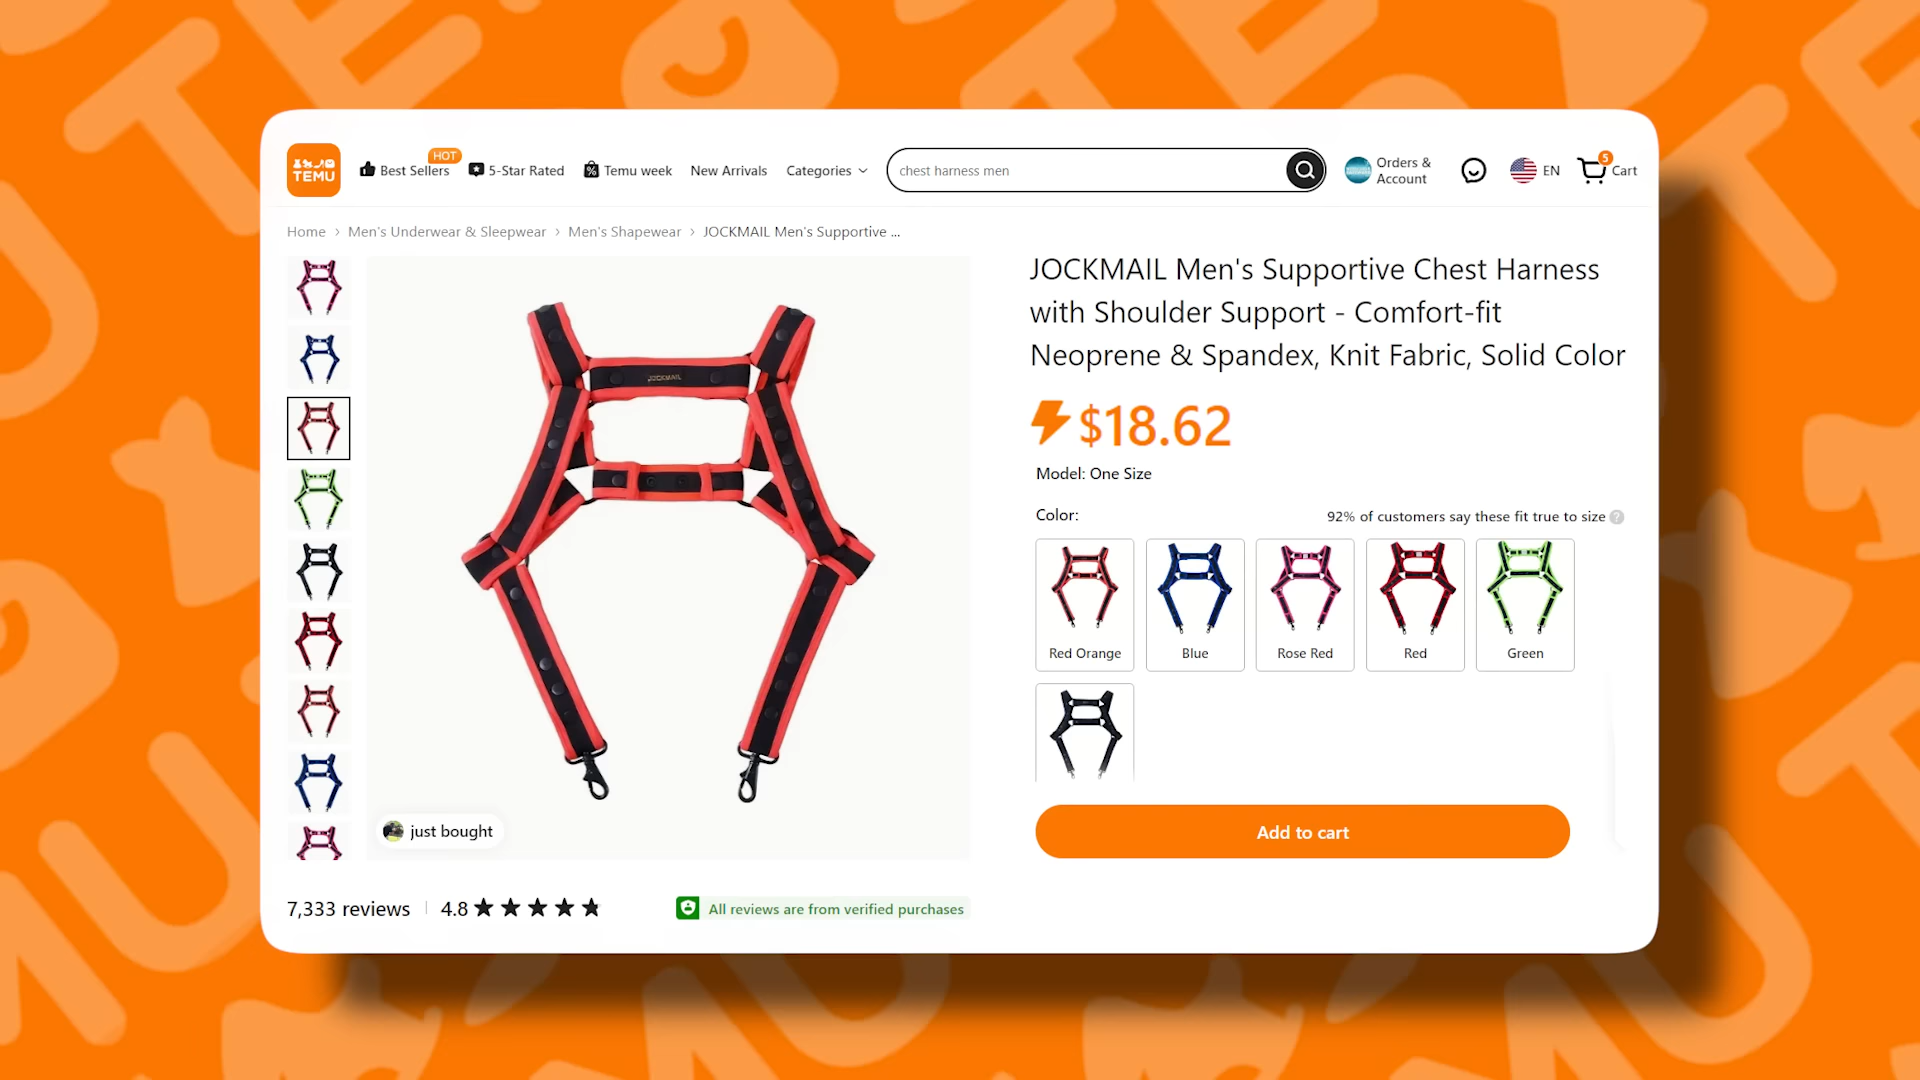 TEMU
Best Sellers
HOT
5-Star Rated
Temu week
New Arrivals
Categories
chest harness men
Orders &
Account
EN
5
Cart
Home › Men's Underwear & Sleepwear › Men's Shapewear › JOCKMAIL Men's Supportive ...
JOCKMAIL
just bought
7,333 reviews
4.8
All reviews are from verified purchases
JOCKMAIL Men's Supportive Chest Harness
with Shoulder Support - Comfort-fit
Neoprene & Spandex, Knit Fabric, Solid Color
$18.62
Model: One Size
Color:
92% of customers say these fit true to size ?
Red Orange
Blue
Rose Red
Red
Green
Add to cart